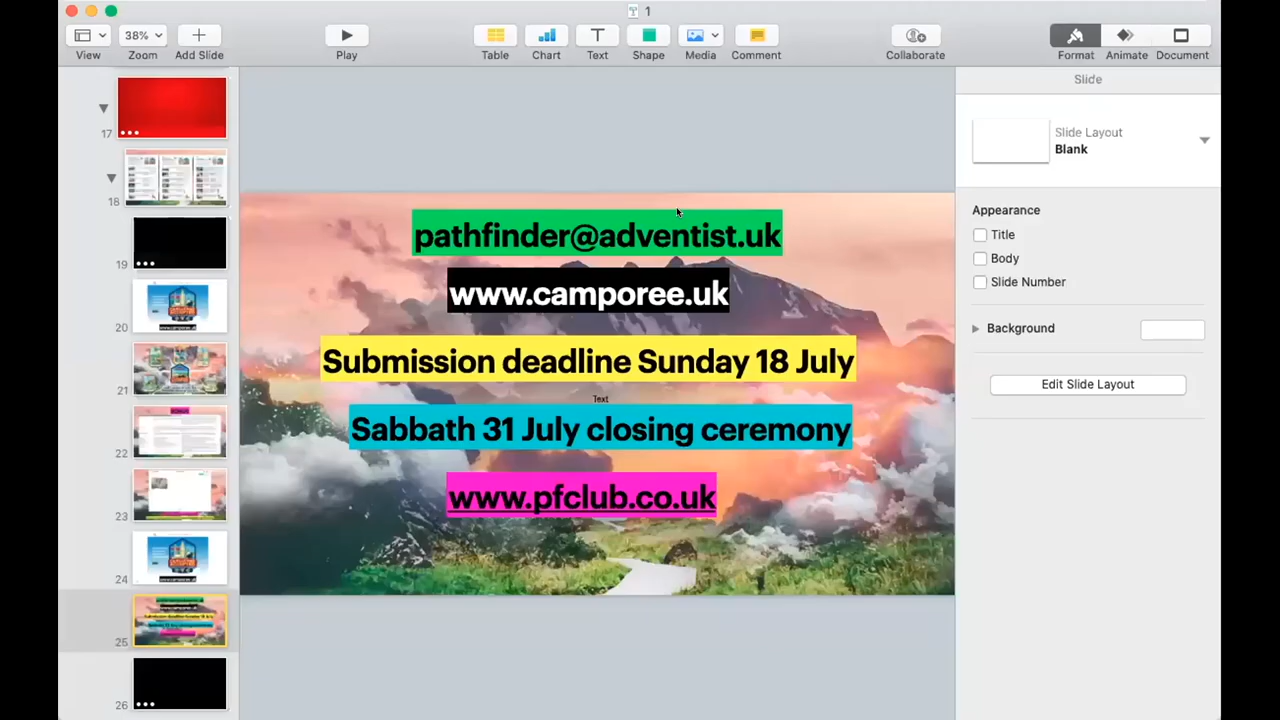 1
38%
View
Zoom
Add Slide
Play
Table
Chart
Text
Shape
Media
Comment
Collaborate
Format
Animate
Document
17
18
19
20
21
22
23
24
25
26
pathfinder@adventist.uk
www.camporee.uk
Submission deadline Sunday 18 July
Text
Sabbath 31 July closing ceremony
www.pfclub.co.uk
Slide
Slide Layout
Blank
Appearance
Title
Body
Slide Number
Background
Edit Slide Layout